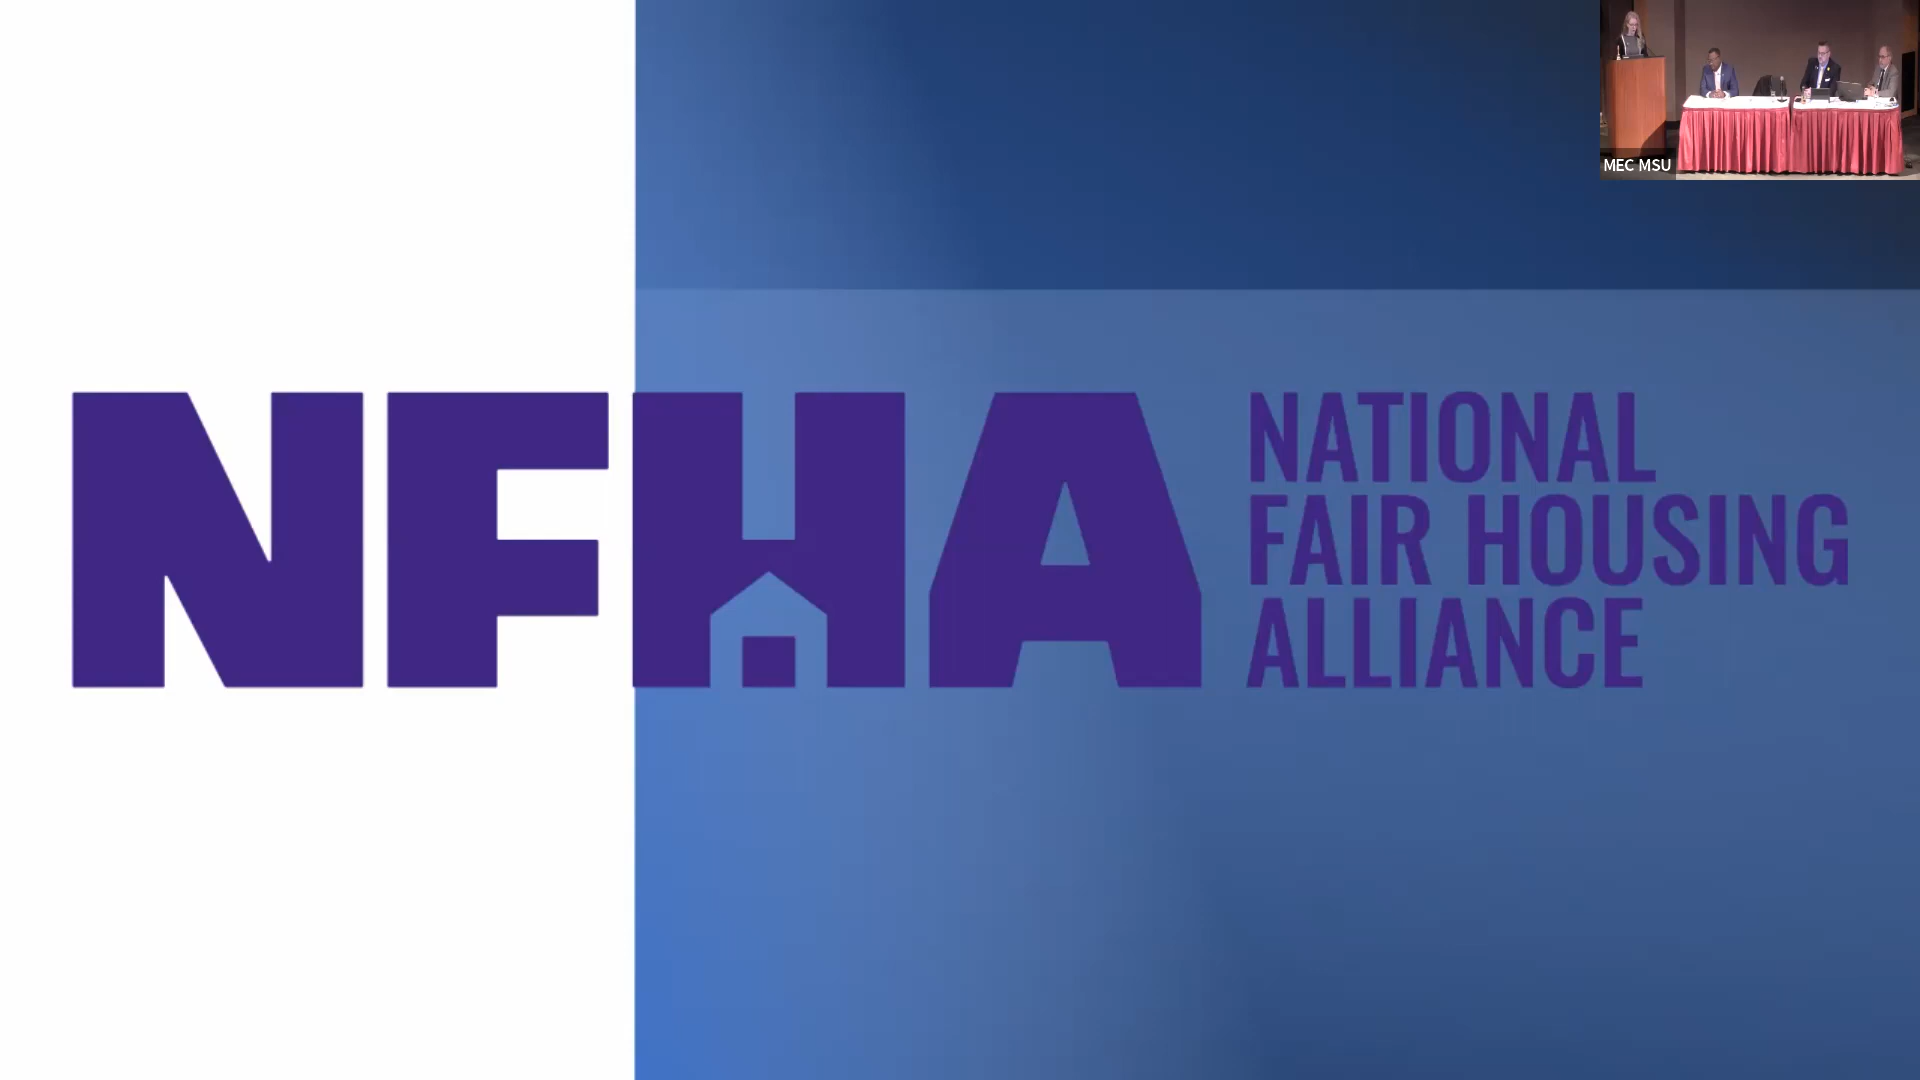 MEC MSU
NFHA
NATIONAL
FAIR HOUSING
ALLIANCE